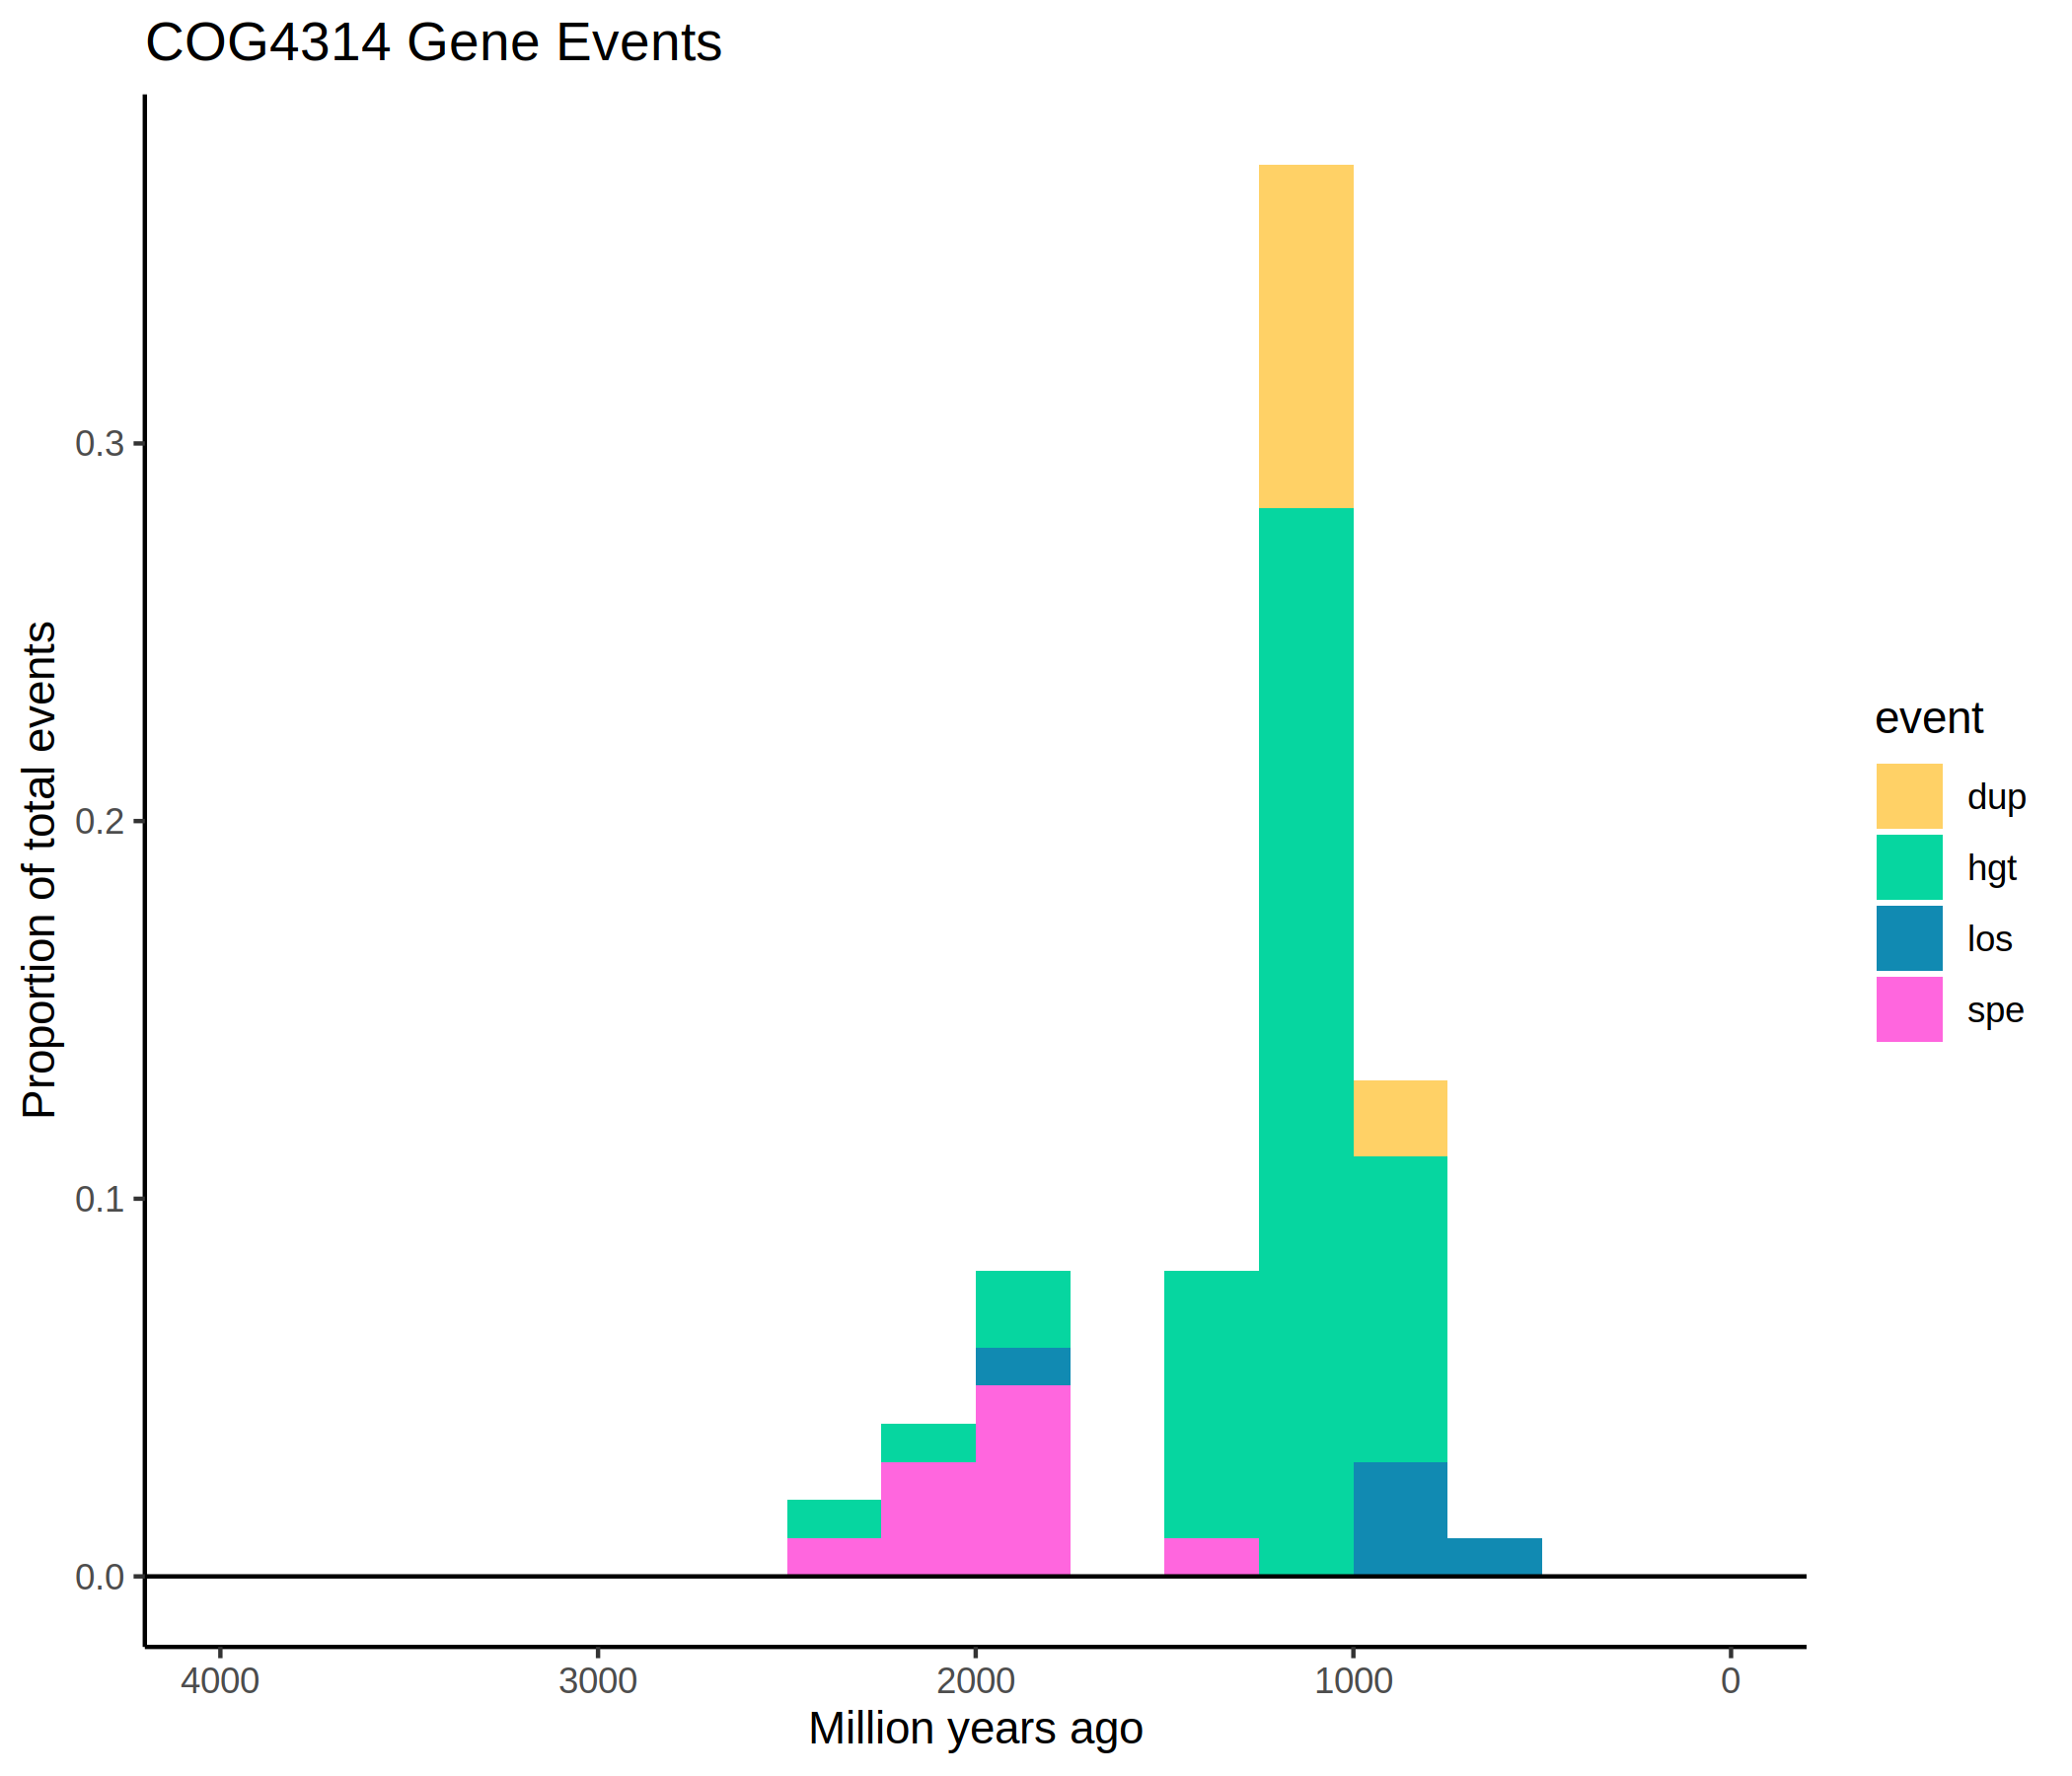 COG4314 Gene Events
Proportion of total events
0.3
0.2
0.1
0.0
4000 3000 2000 1000 0
Million years ago
event
dup
hgt
los
spe